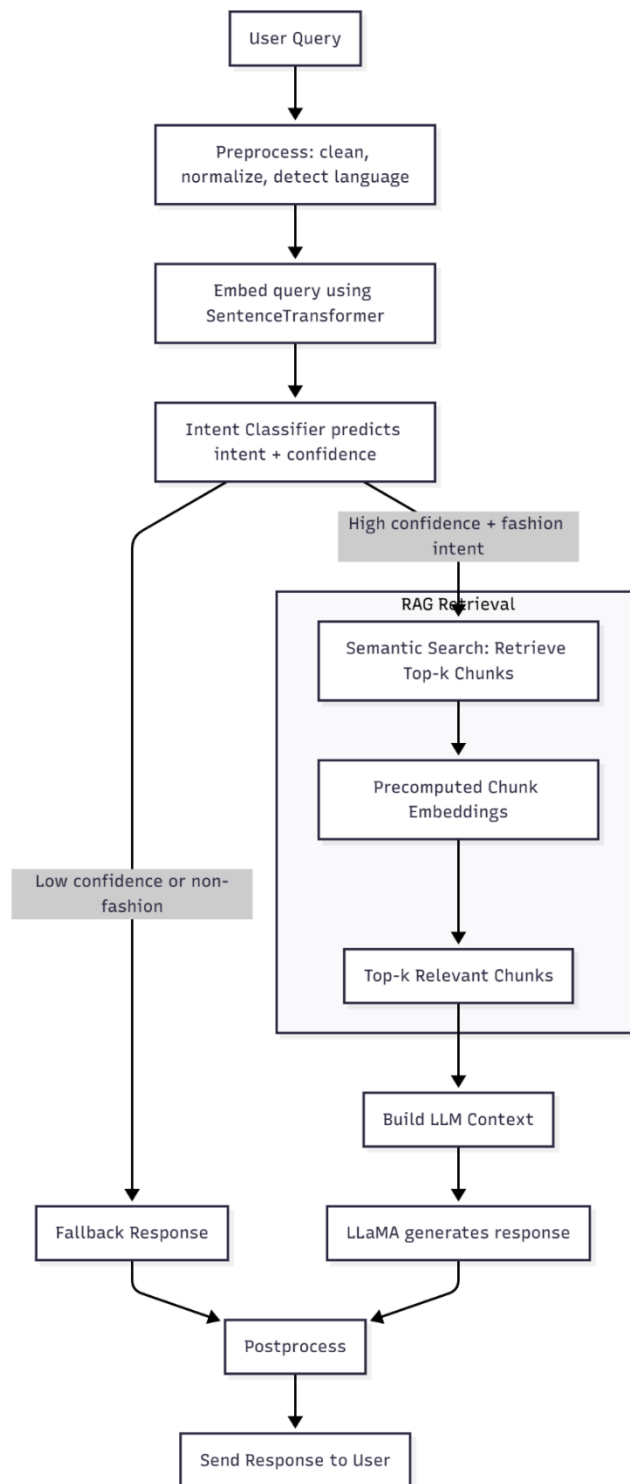 User Query
Preprocess: clean,
normalize, detect language
Embed query using
SentenceTransformer
Intent Classifier predicts
intent + confidence
High confidence + fashion
intent
RAG Retrieval
Semantic Search: Retrieve
Top-k Chunks
Precomputed Chunk
Embeddings
Low confidence or non-
fashion
Top-k Relevant Chunks
Build LLM Context
Fallback Response
LLaMA generates response
Postprocess
Send Response to User